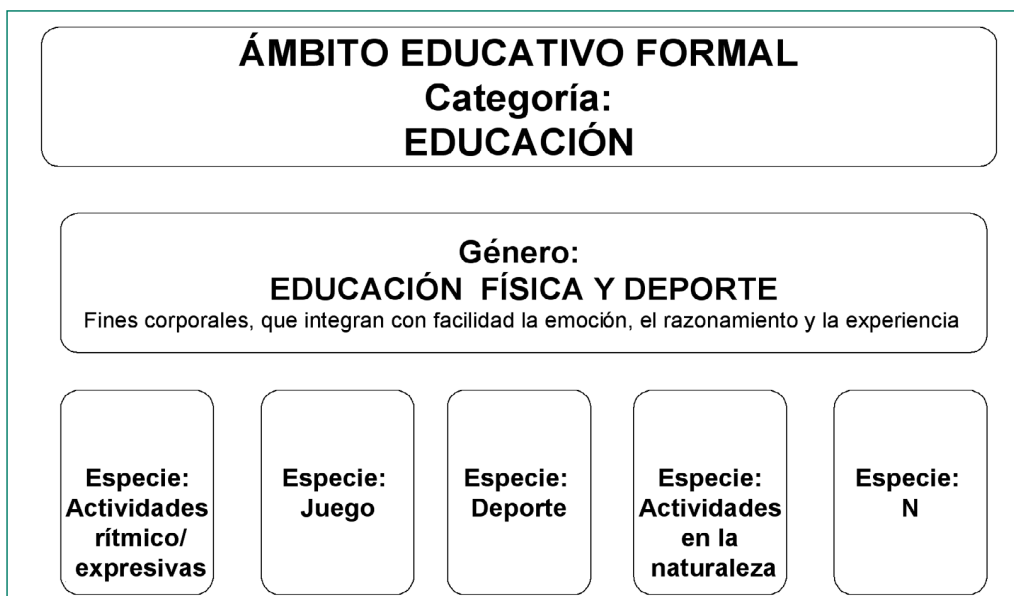 ÁMBITO EDUCATIVO FORMAL
Categoría:
EDUCACIÓN
Género:
EDUCACIÓN FÍSICA Y DEPORTE
Fines corporales, que integran con facilidad la emoción, el razonamiento y la experiencia
Especie:
Actividades
rítmico/
expresivas
Especie:
Juego
Especie:
Deporte
Especie:
Actividades
en la
naturaleza
Especie:
N